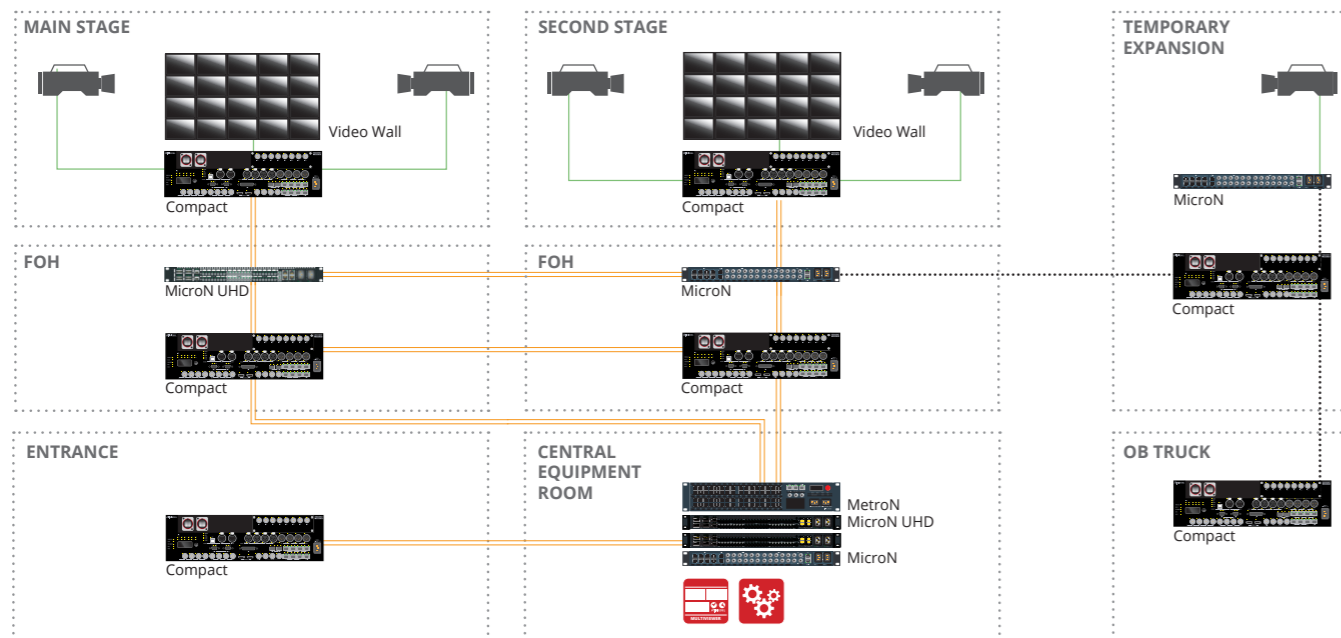 MAIN STAGE
Video Wall
Compact
SECOND STAGE
Video Wall
Compact
TEMPORARY
EXPANSION
MicroN
Compact
FOH
MicroN UHD
Compact
FOH
MicroN
Compact
ENTRANCE
Compact
CENTRAL
EQUIPMENT
ROOM
MetroN
MicroN UHD
MicroN
MULTIVIEWER
OB TRUCK
Compact